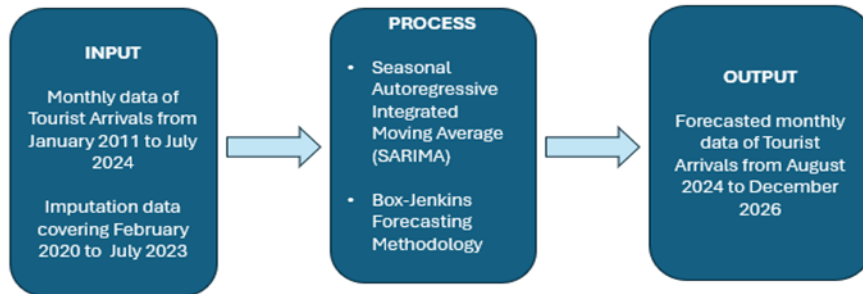 INPUT
Monthly data of
Tourist Arrivals from
January 2011 to July
2024
Imputation data
covering February
2020 to July 2023
PROCESS
• Seasonal
Autoregressive
Integrated
Moving Average
(SARIMA)
• Box-Jenkins
Forecasting
Methodology
OUTPUT
Forecasted monthly
data of Tourist
Arrivals from August
2024 to December
2026